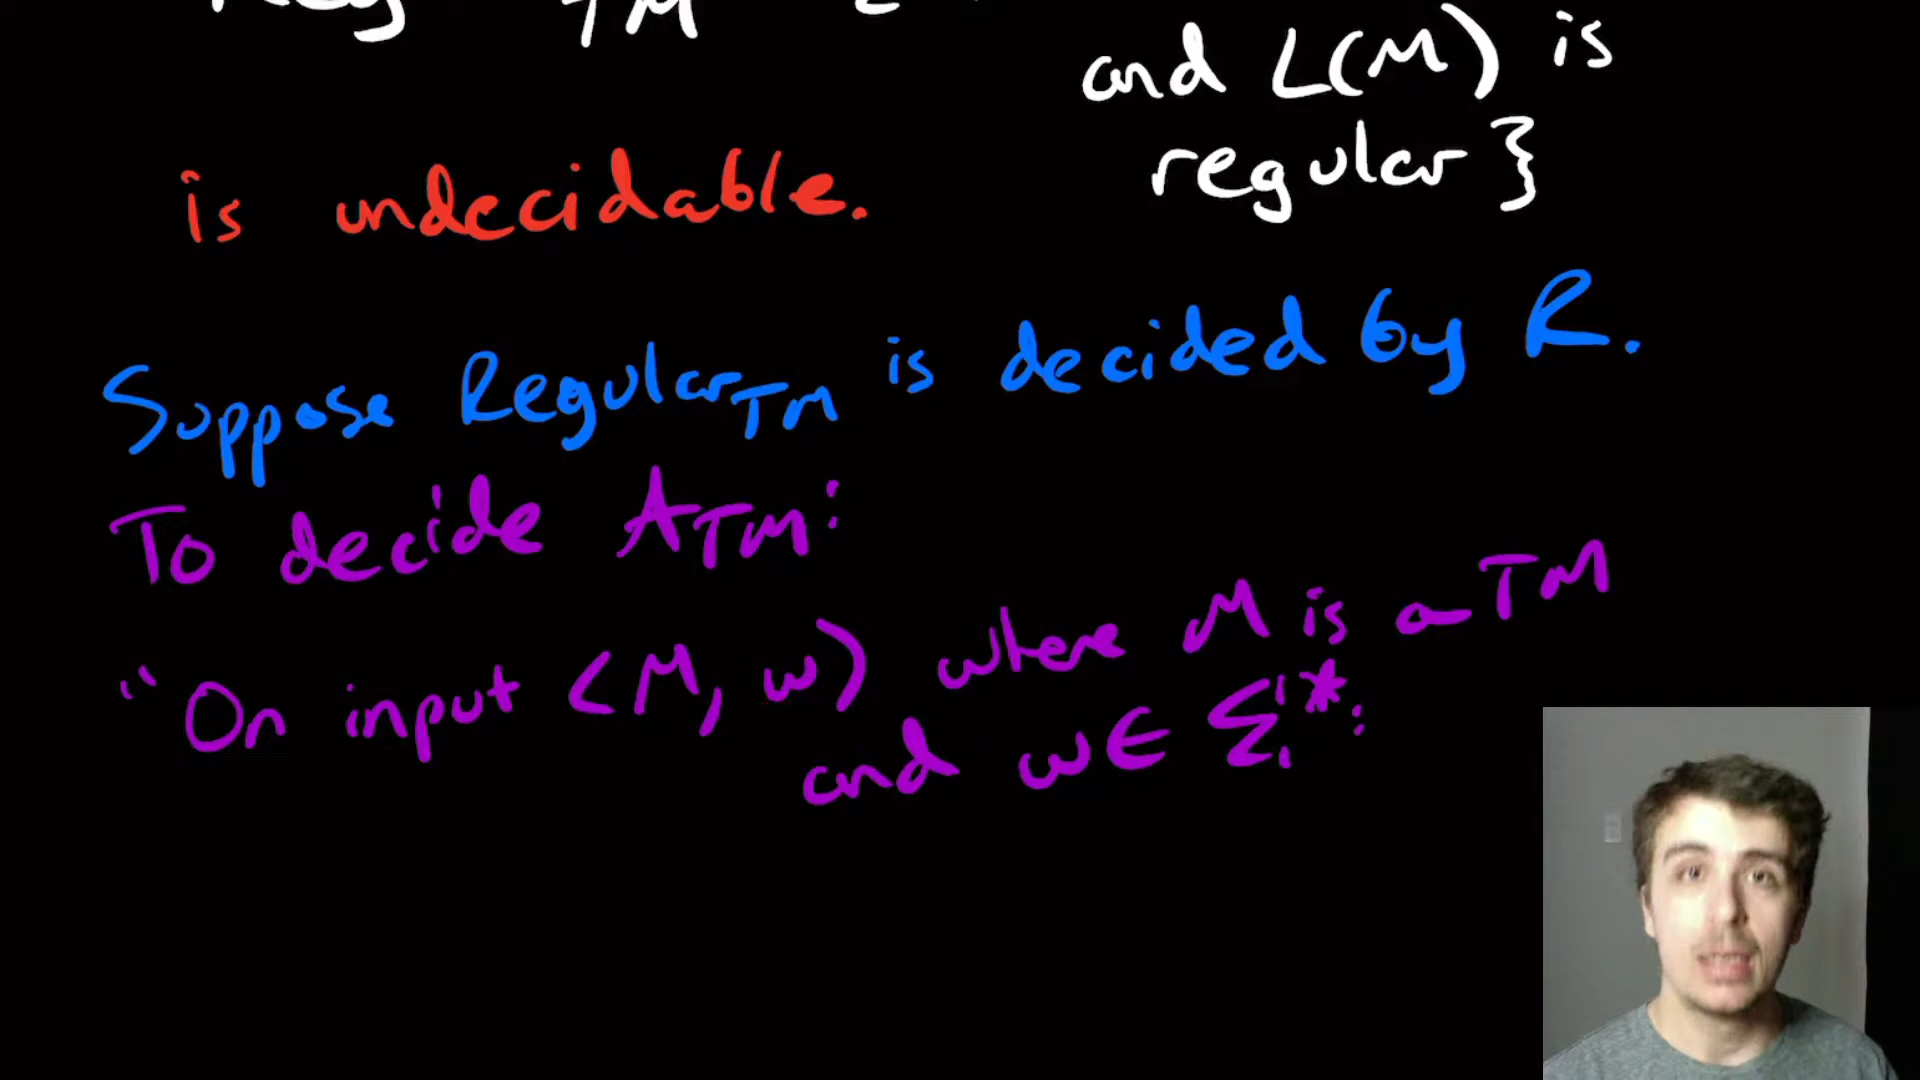 TM
and L(M) is
regular }
is undecidable.
Suppose Regular_TM is decided by R.
To decide A_TM:
"On input <M, w> where M is a TM
and w ∈ Σ*: